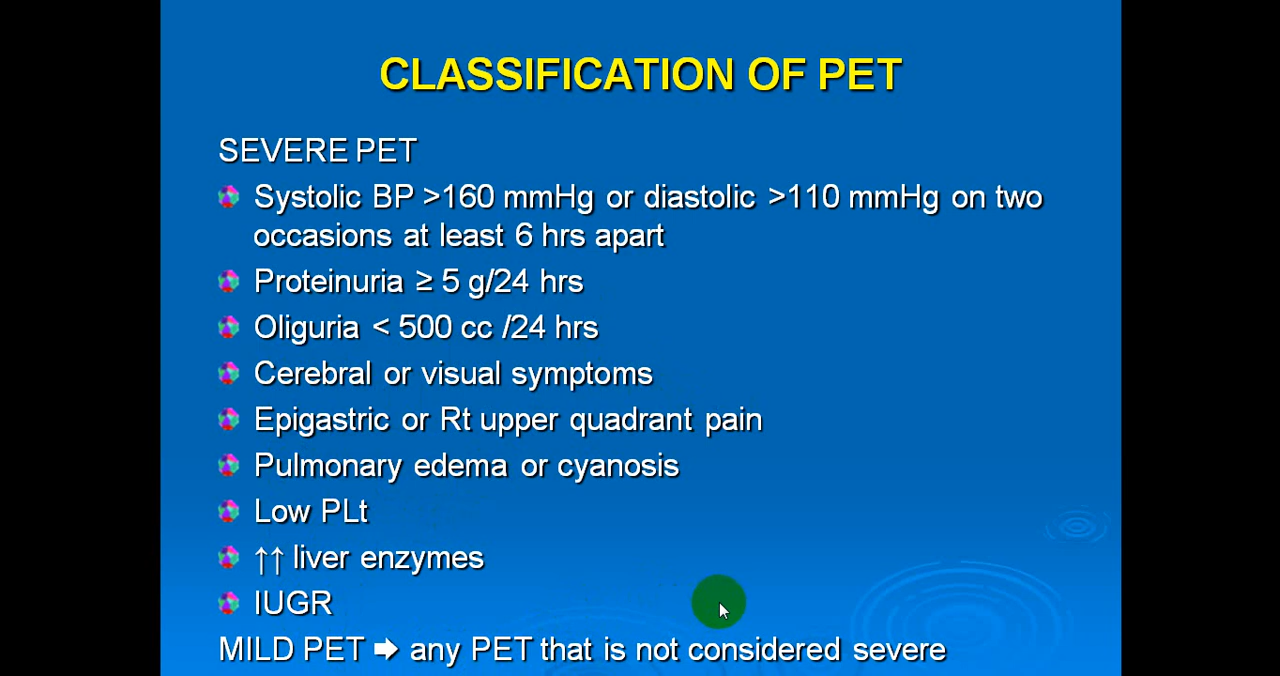 CLASSIFICATION OF PET
SEVERE PET
Systolic BP >160 mmHg or diastolic >110 mmHg on two
occasions at least 6 hrs apart
Proteinuria ≥ 5 g/24 hrs
Oliguria < 500 cc /24 hrs
Cerebral or visual symptoms
Epigastric or Rt upper quadrant pain
Pulmonary edema or cyanosis
Low PLt
↑↑ liver enzymes
IUGR
MILD PET ➡ any PET that is not considered severe